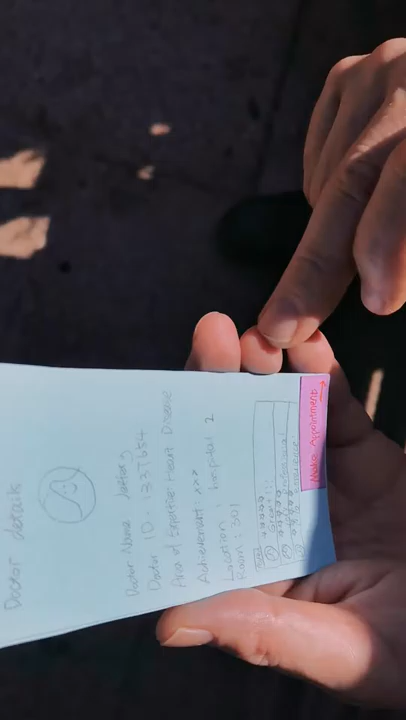 Doctor details
Doctor Name: Jeffery
Doctor ID: 1237654
Area of Expertise: Heart Disease
Achievement: xxx
Location: hospital 2
Room: 301
Make Appointment